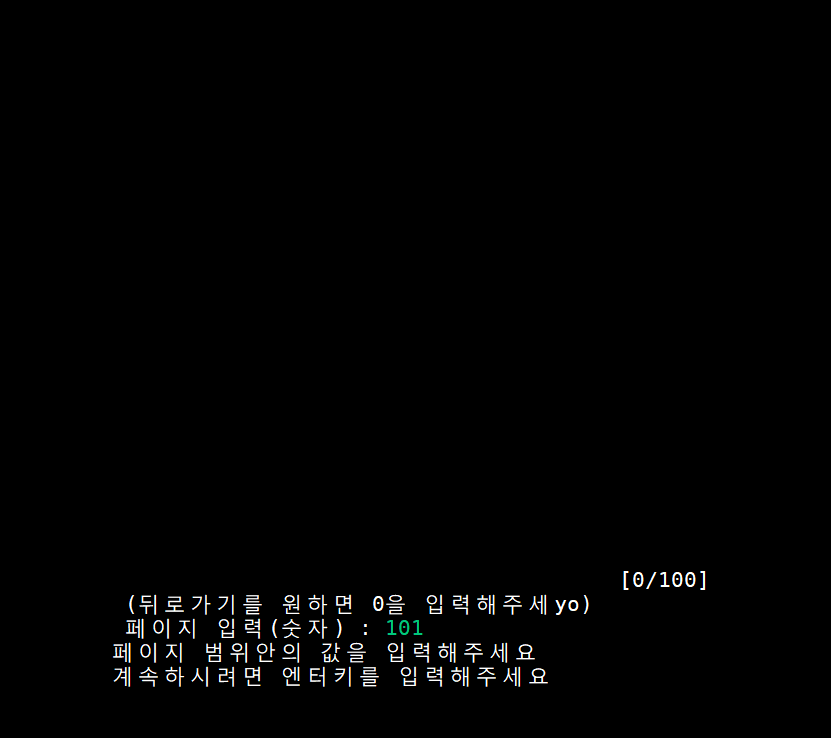 [0/100]
(뒤로가기를 원하면 0을 입력해주세yo)
페이지 입력(숫자) : 101
페이지 범위안의 값을 입력해주세요
계속하시려면 엔터키를 입력해주세요